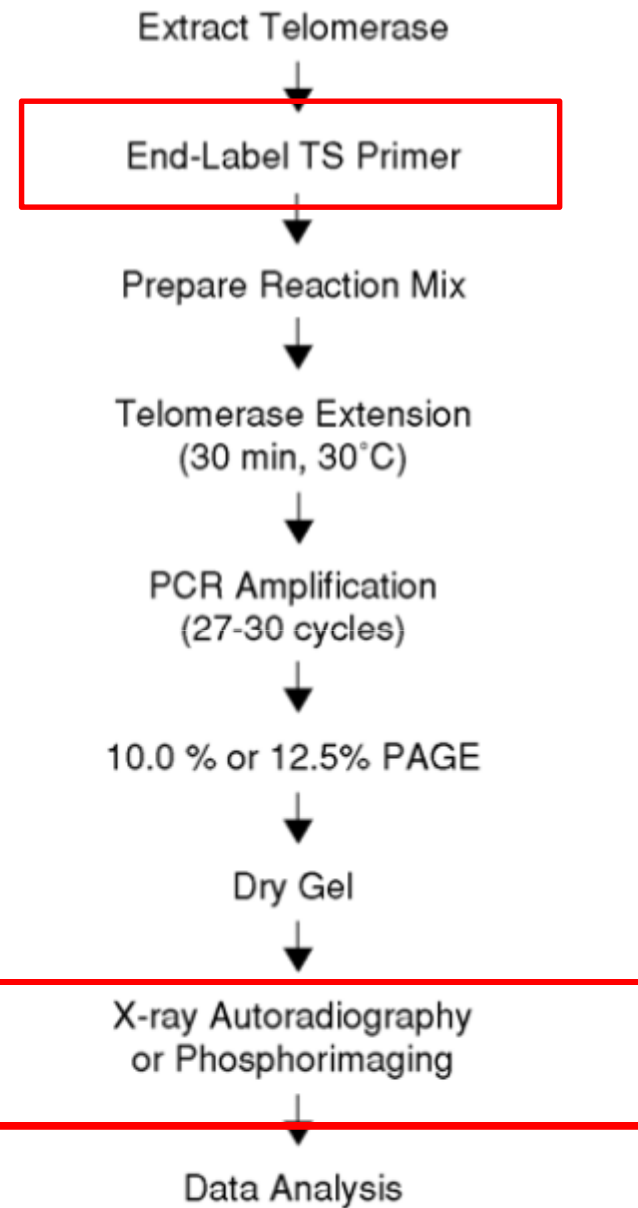 Extract Telomerase
End-Label TS Primer
Prepare Reaction Mix
Telomerase Extension
(30 min, 30˚C)
PCR Amplification
(27-30 cycles)
10.0 % or 12.5% PAGE
Dry Gel
X-ray Autoradiography
or Phosphorimaging
Data Analysis